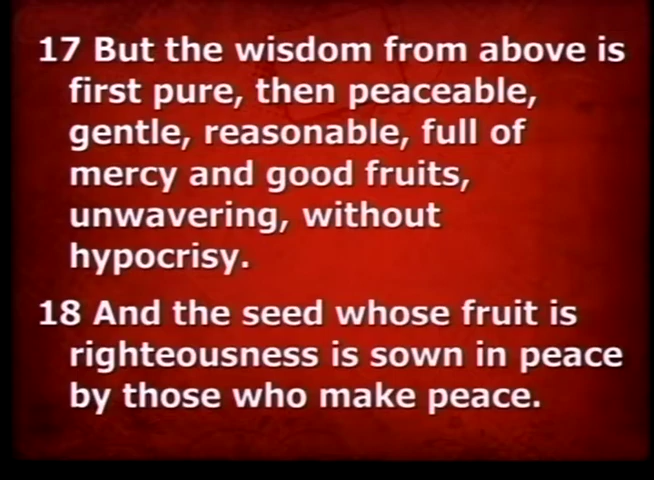 17 But the wisdom from above is
first pure, then peaceable,
gentle, reasonable, full of
mercy and good fruits,
unwavering, without
hypocrisy.
18 And the seed whose fruit is
righteousness is sown in peace
by those who make peace.